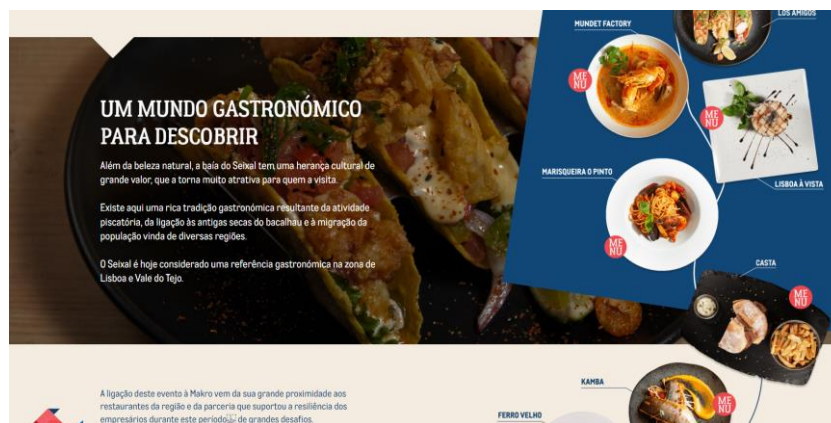 MUNDET FACTORY
LOS AMIGOS
ME
NU
ME
NU
UM MUNDO GASTRONÓMICO
PARA DESCOBRIR
Além da beleza natural, a baía do Seixal tem uma herança cultural de
grande valor, que a torna muito atrativa para quem a visita.
Existe aqui uma rica tradição gastronómica resultante da atividade
piscatória, da ligação às antigas secas do bacalhau e à migração da
população vinda de diversas regiões.
O Seixal é hoje considerado uma referência gastronómica na zona de
Lisboa e Vale do Tejo.
MARISQUEIRA O PINTO
LISBOA À VISTA
ME
NU
CASTA
ME
NU
KAMBA
ME
NU
FERRO VELHO
A ligação deste evento à Makro vem da sua grande proximidade aos
restaurantes da região e da parceria que suportou a resiliência dos
empresários durante este período de grandes desafios.